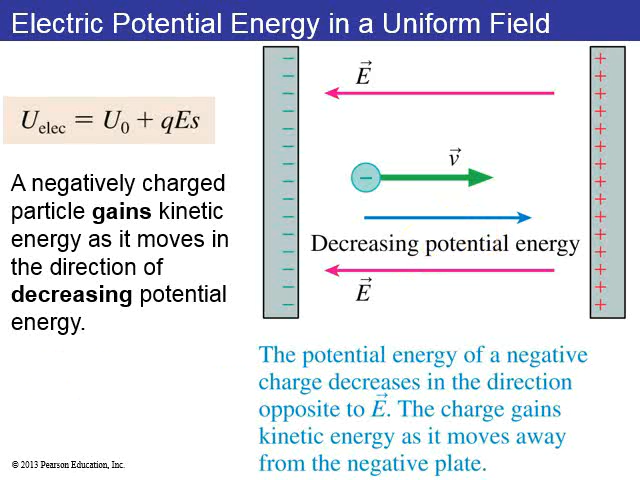 Electric Potential Energy in a Uniform Field
U_elec = U_0 + qEs
A negatively charged
particle gains kinetic
energy as it moves in
the direction of
decreasing potential
energy.
E⃗
v⃗
−
Decreasing potential energy
E⃗
The potential energy of a negative
charge decreases in the direction
opposite to E⃗. The charge gains
kinetic energy as it moves away
from the negative plate.
© 2013 Pearson Education, Inc.